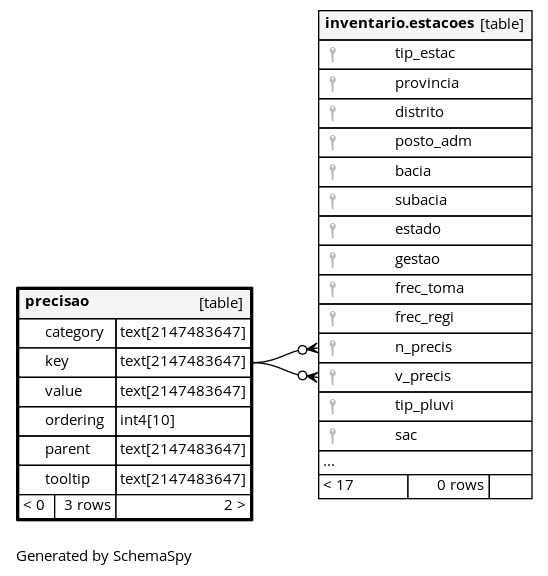 inventario.estacoes [table]
tip_estac
provincia
distrito
posto_adm
bacia
subacia
estado
gestao
frec_toma
frec_regi
n_precis
v_precis
tip_pluvi
sac
...
< 17 0 rows
precisao [table]
category text[2147483647]
key text[2147483647]
value text[2147483647]
ordering int4[10]
parent text[2147483647]
tooltip text[2147483647]
< 0 3 rows 2 >
Generated by SchemaSpy